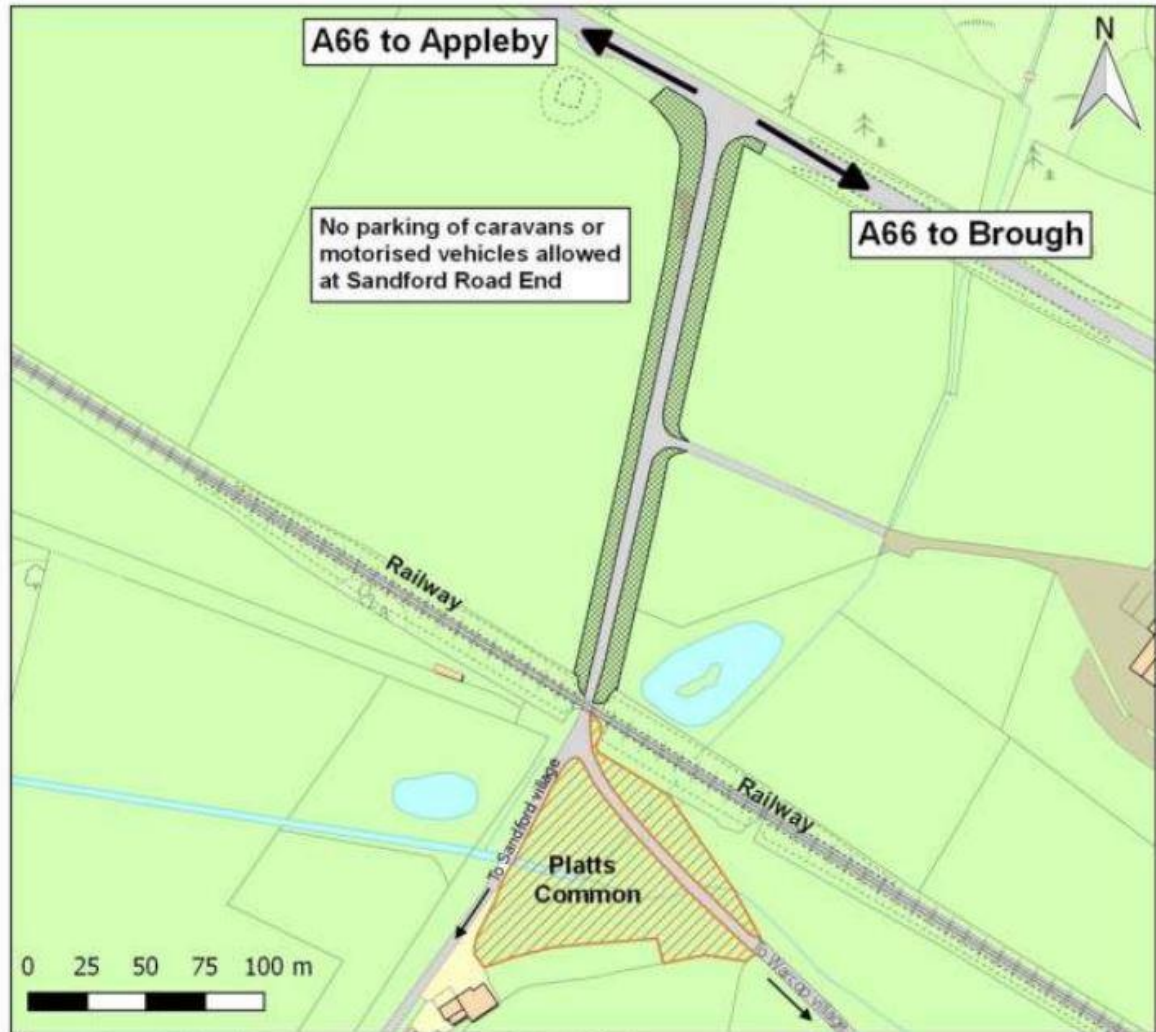 A66 to Appleby
N
A66 to Brough
No parking of caravans or
motorised vehicles allowed
at Sandford Road End
Railway
Railway
To Sandford village
Platts
Common
To Warcop village
0 25 50 75 100 m